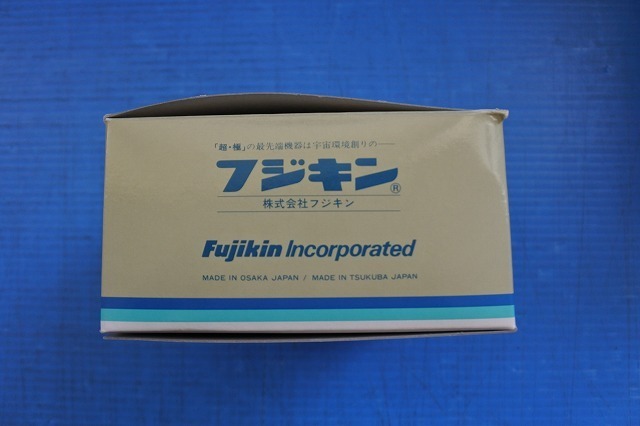 「超・極」の最先端機器は宇宙環境創りの──
フジキン®
株式会社フジキン
Fujikin Incorporated
MADE IN OSAKA JAPAN / MADE IN TSUKUBA JAPAN